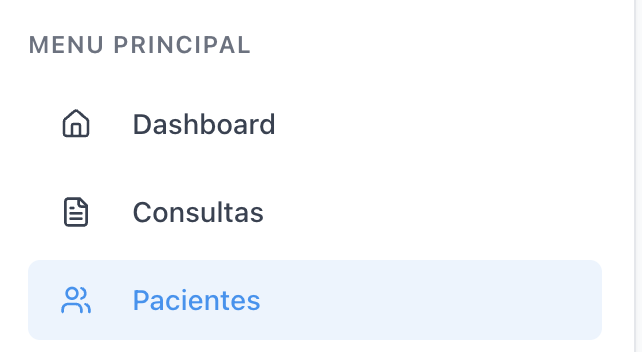 MENU PRINCIPAL
Dashboard
Consultas
Pacientes